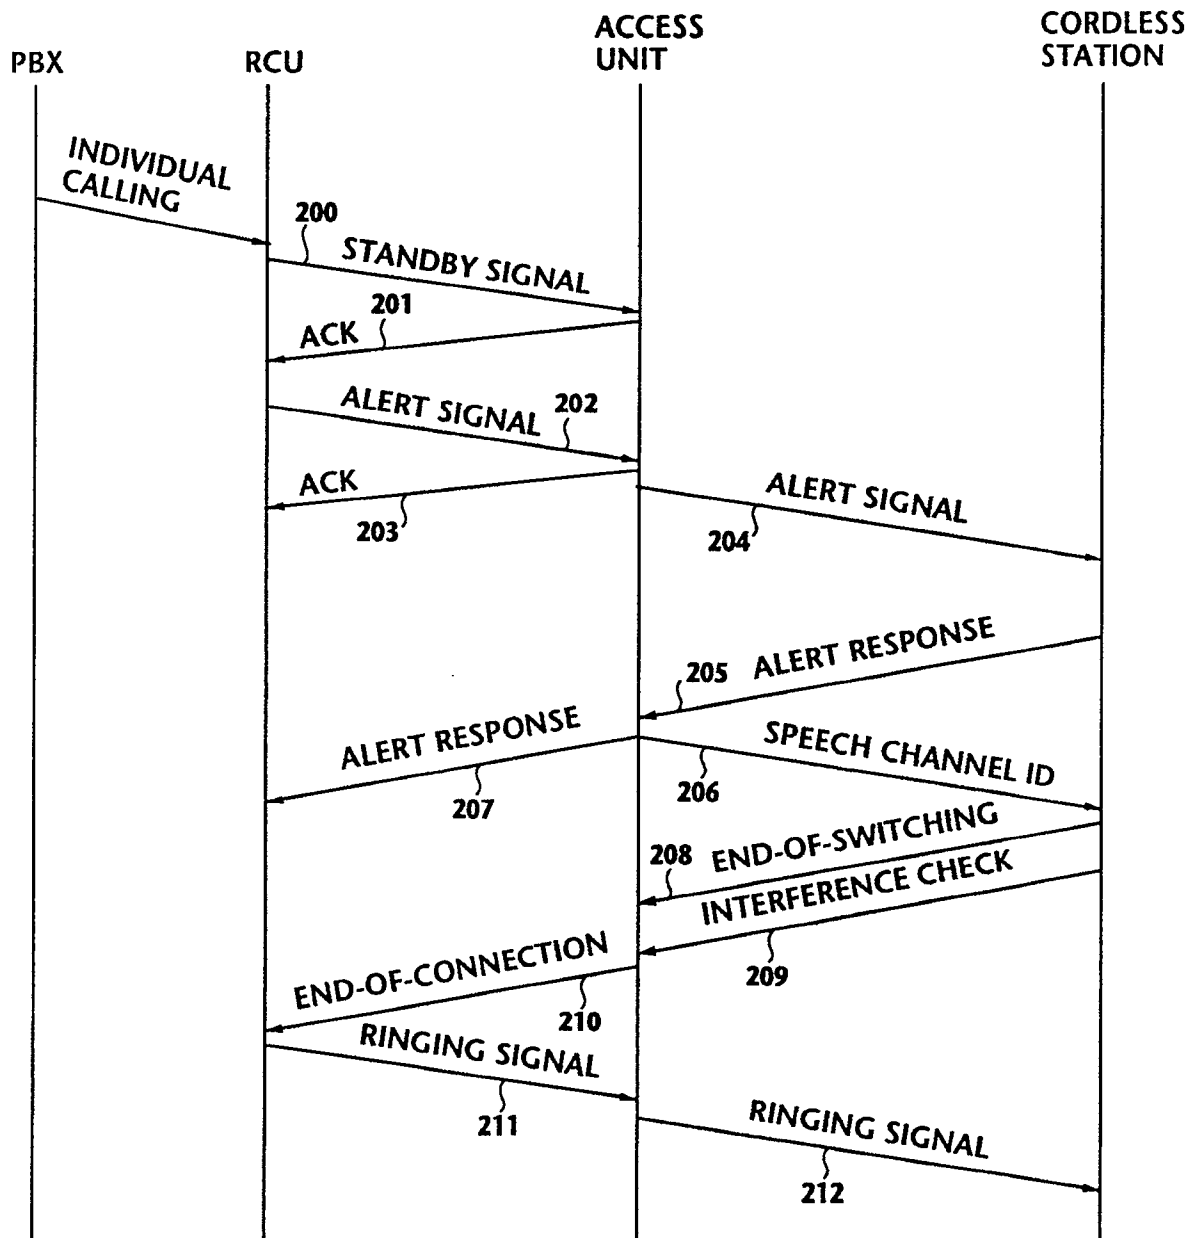 PBX
RCU
ACCESS
UNIT
CORDLESS
STATION
INDIVIDUAL
CALLING
200
STANDBY SIGNAL
201
ACK
ALERT SIGNAL
202
ACK
203
ALERT SIGNAL
204
ALERT RESPONSE
205
ALERT RESPONSE
207
SPEECH CHANNEL ID
206
END-OF-SWITCHING
208
INTERFERENCE CHECK
209
END-OF-CONNECTION
210
RINGING SIGNAL
211
RINGING SIGNAL
212